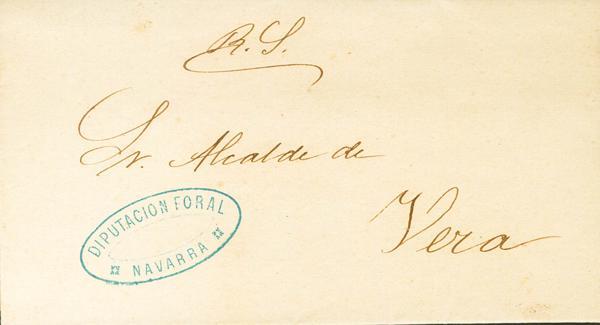 R. S.
Sr. Alcalde de
Vera
DIPUTACION FORAL
NAVARRA